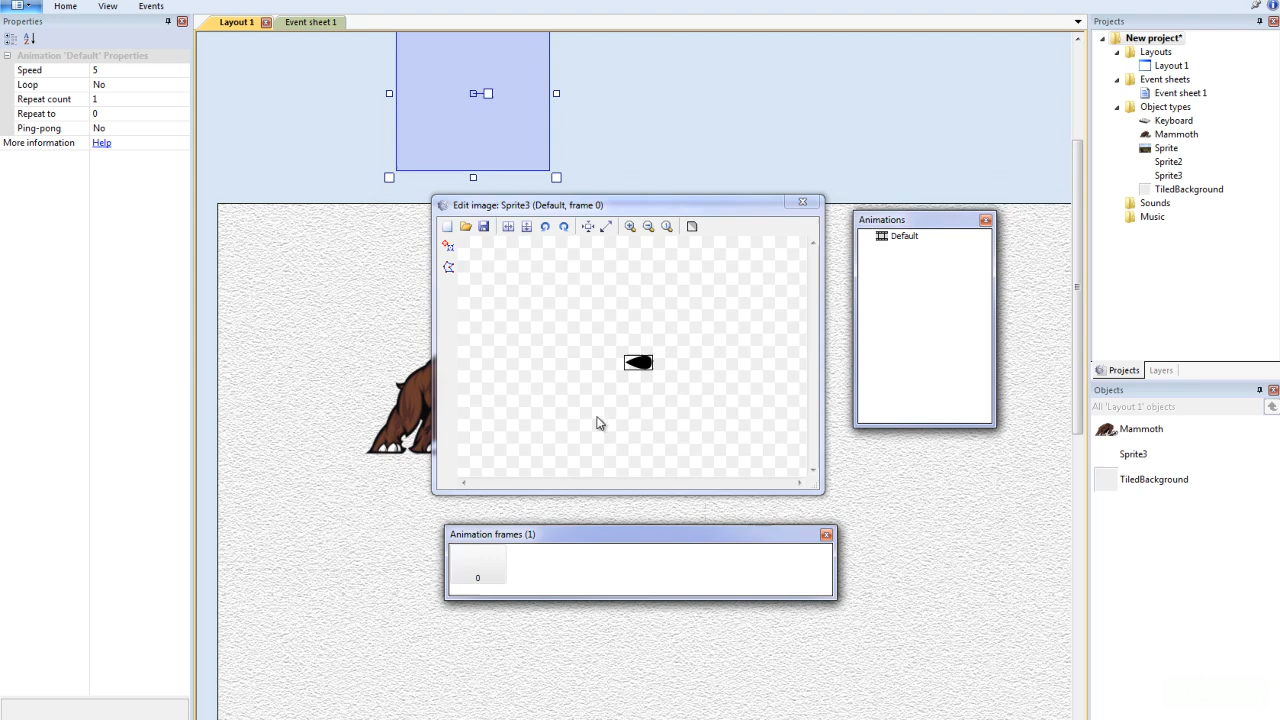 Home View Events
Properties
Layout 1 Event sheet 1
Projects
Animation 'Default' Properties
Speed 5
Loop No
Repeat count 1
Repeat to 0
Ping-pong No
More information Help
New project*
Layouts
Layout 1
Event sheets
Event sheet 1
Object types
Keyboard
Mammoth
Sprite
Sprite2
Sprite3
TiledBackground
Sounds
Music
Edit image: Sprite3 (Default, frame 0)
Animations
Default
Projects Layers
Objects
All 'Layout 1' objects
Mammoth
Sprite3
TiledBackground
Animation frames (1)
0